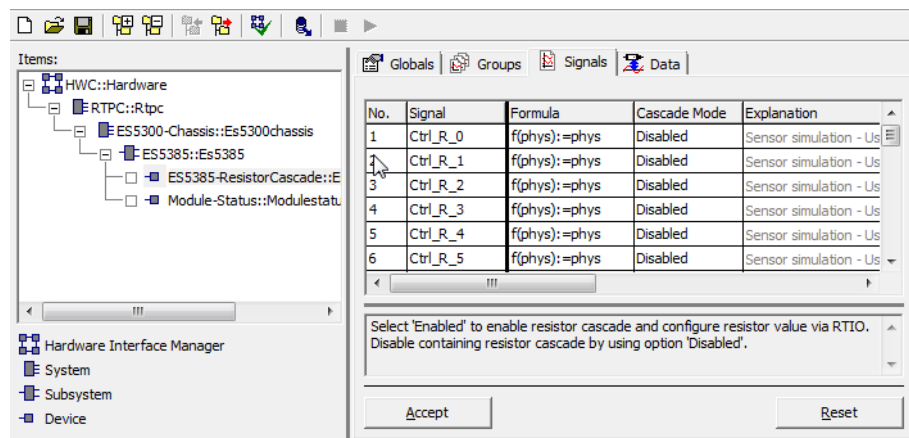 Items:
HWC::Hardware
RTPC::Rtpc
ES5300-Chassis::Es5300chassis
ES5385::Es5385
ES5385-ResistorCascade::E
Module-Status::Modulestatu
Hardware Interface Manager
System
Subsystem
Device
Globals Groups Signals Data
No. Signal Formula Cascade Mode Explanation
1 Ctrl_R_0 f(phys):=phys Disabled Sensor simulation - Us
2 Ctrl_R_1 f(phys):=phys Disabled Sensor simulation - Us
3 Ctrl_R_2 f(phys):=phys Disabled Sensor simulation - Us
4 Ctrl_R_3 f(phys):=phys Disabled Sensor simulation - Us
5 Ctrl_R_4 f(phys):=phys Disabled Sensor simulation - Us
6 Ctrl_R_5 f(phys):=phys Disabled Sensor simulation - Us
Select 'Enabled' to enable resistor cascade and configure resistor value via RTIO.
Disable containing resistor cascade by using option 'Disabled'.
Accept Reset